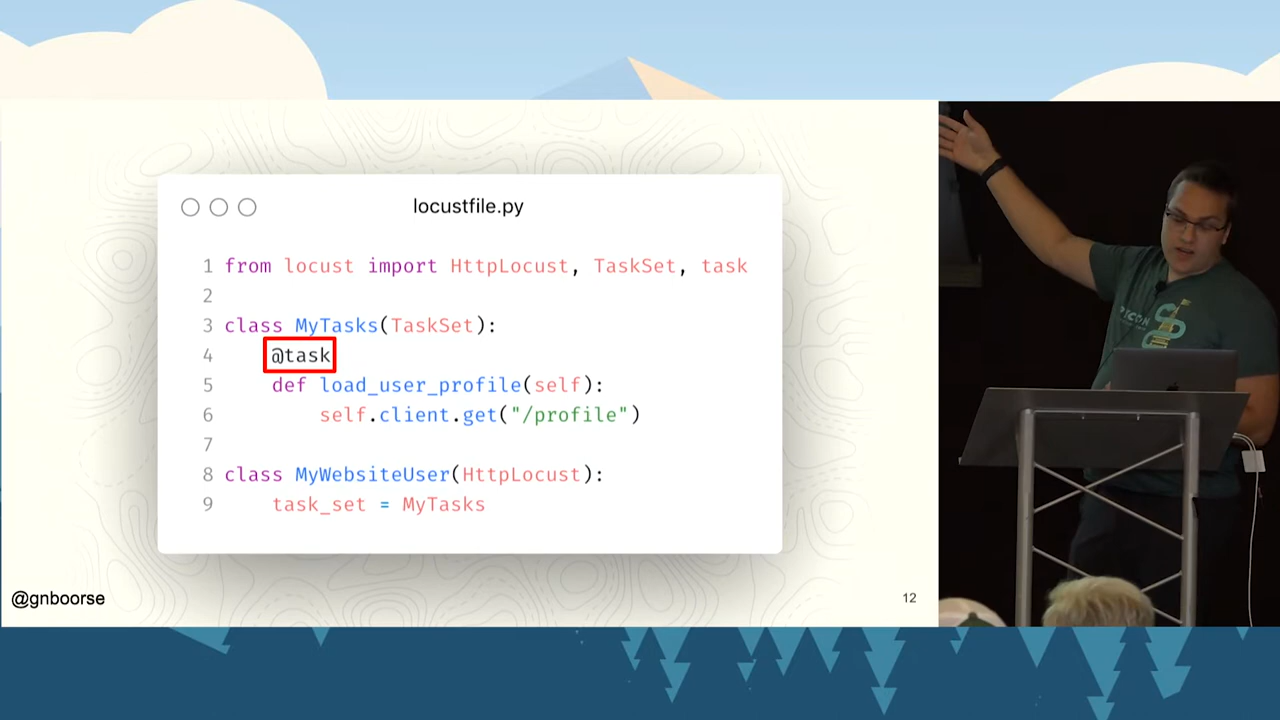 locustfile.py
1 from locust import HttpLocust, TaskSet, task
2
3 class MyTasks(TaskSet):
4     @task
5     def load_user_profile(self):
6         self.client.get("/profile")
7
8 class MyWebsiteUser(HttpLocust):
9     task_set = MyTasks
@gnboorse
12